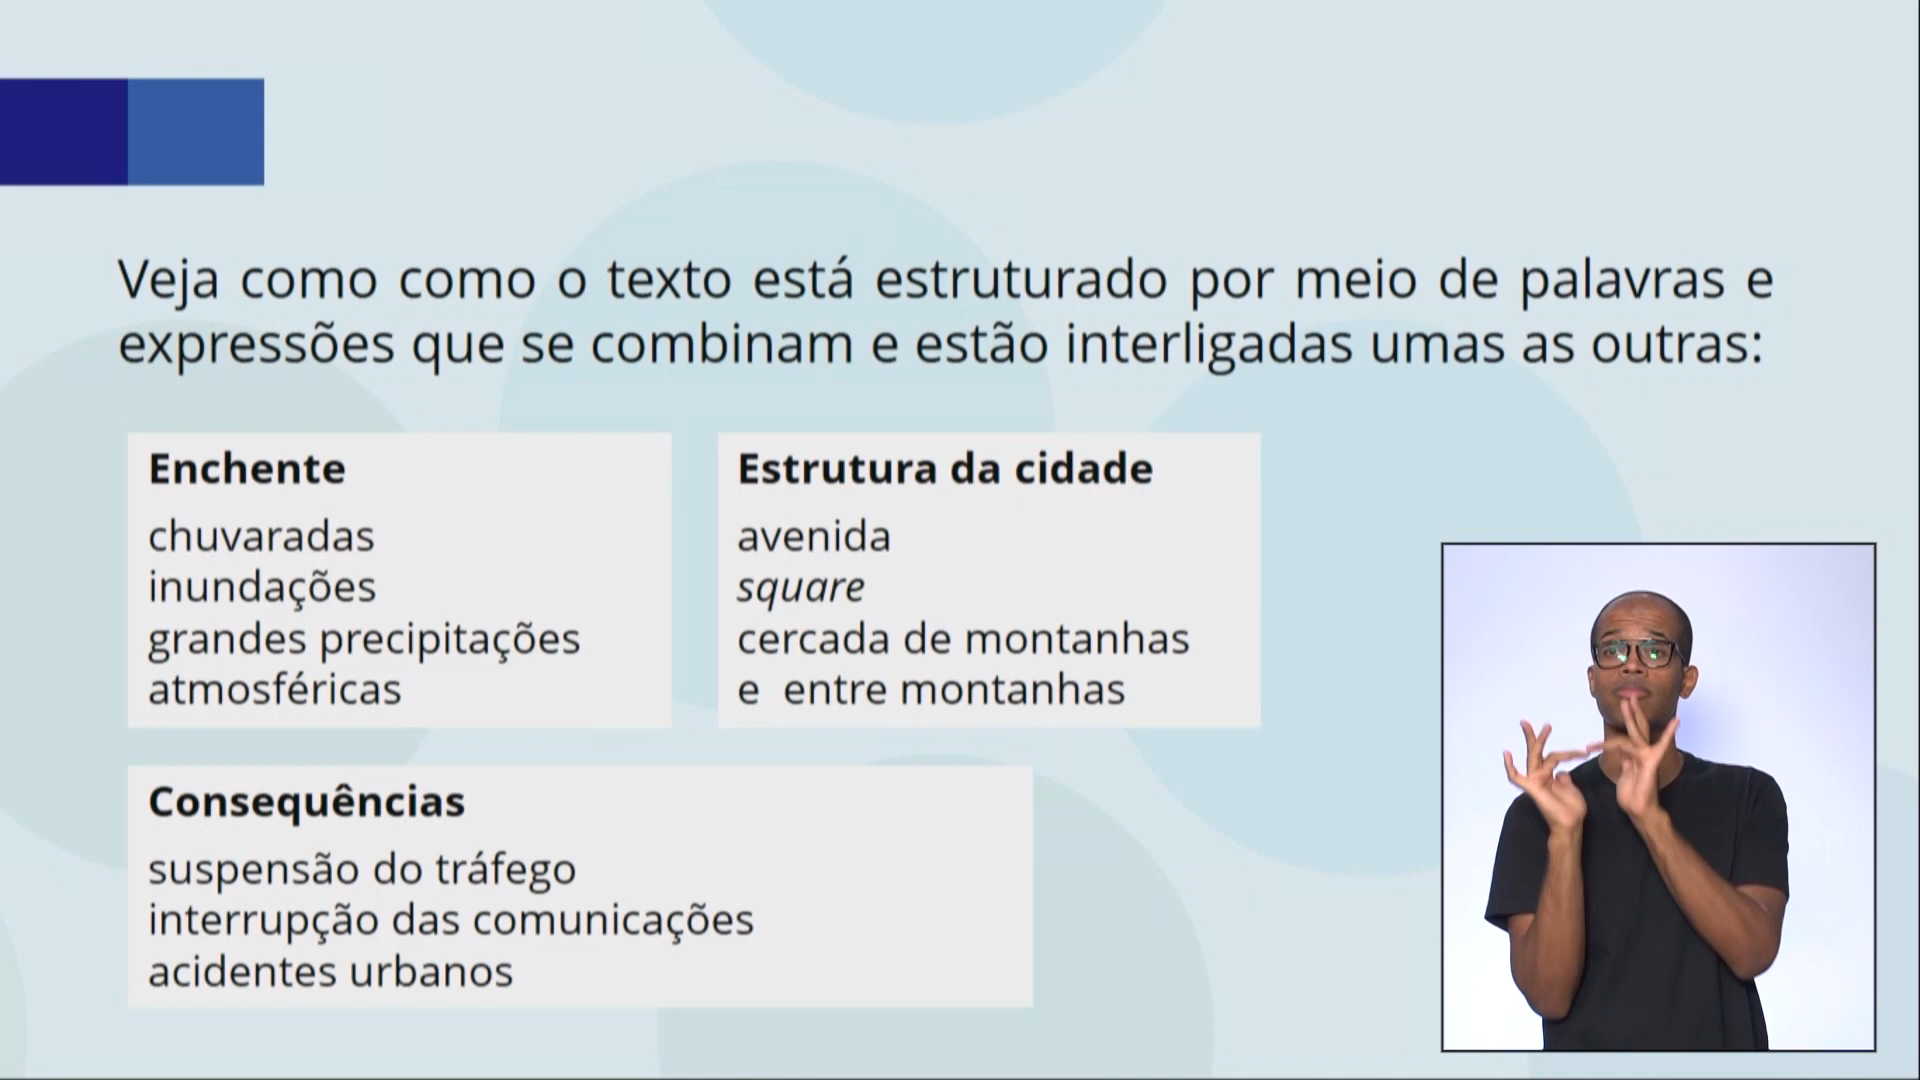 Veja como como o texto está estruturado por meio de palavras e
expressões que se combinam e estão interligadas umas as outras:
Enchente
chuvaradas
inundações
grandes precipitações
atmosféricas
Estrutura da cidade
avenida
square
cercada de montanhas
e entre montanhas
Consequências
suspensão do tráfego
interrupção das comunicações
acidentes urbanos